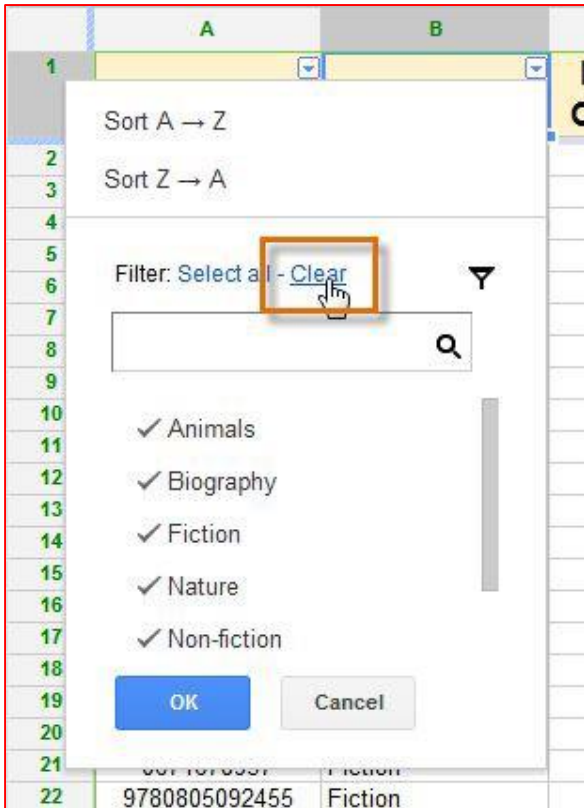 A B
1
Sort A → Z
2
Sort Z → A
3
4
5
Filter: Select all - Clear
6
7
8
9
10
✓ Animals
11
12
✓ Biography
13
✓ Fiction
14
15
✓ Nature
16
17
✓ Non-fiction
18
19
OK Cancel
20
21 Fiction
22 9780805092455 Fiction